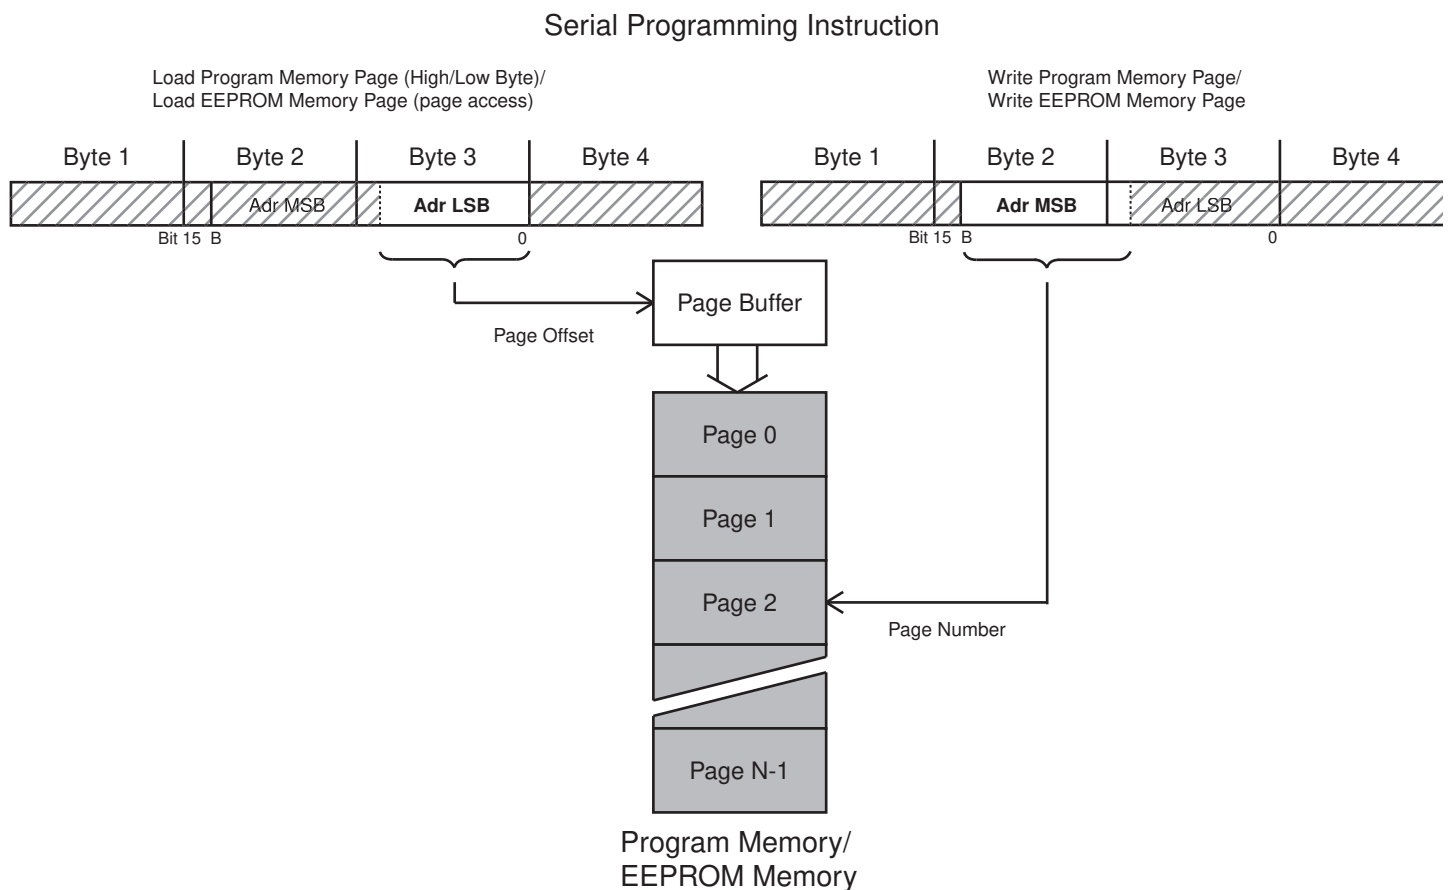 Serial Programming Instruction
Load Program Memory Page (High/Low Byte)/
Load EEPROM Memory Page (page access)
Write Program Memory Page/
Write EEPROM Memory Page
Byte 1 Byte 2 Byte 3 Byte 4
Byte 1 Byte 2 Byte 3 Byte 4
Adr MSB Adr LSB
Adr MSB Adr LSB
Bit 15 B 0
Bit 15 B 0
Page Buffer
Page Offset
Page 0
Page 1
Page 2
Page Number
Page N-1
Program Memory/
EEPROM Memory